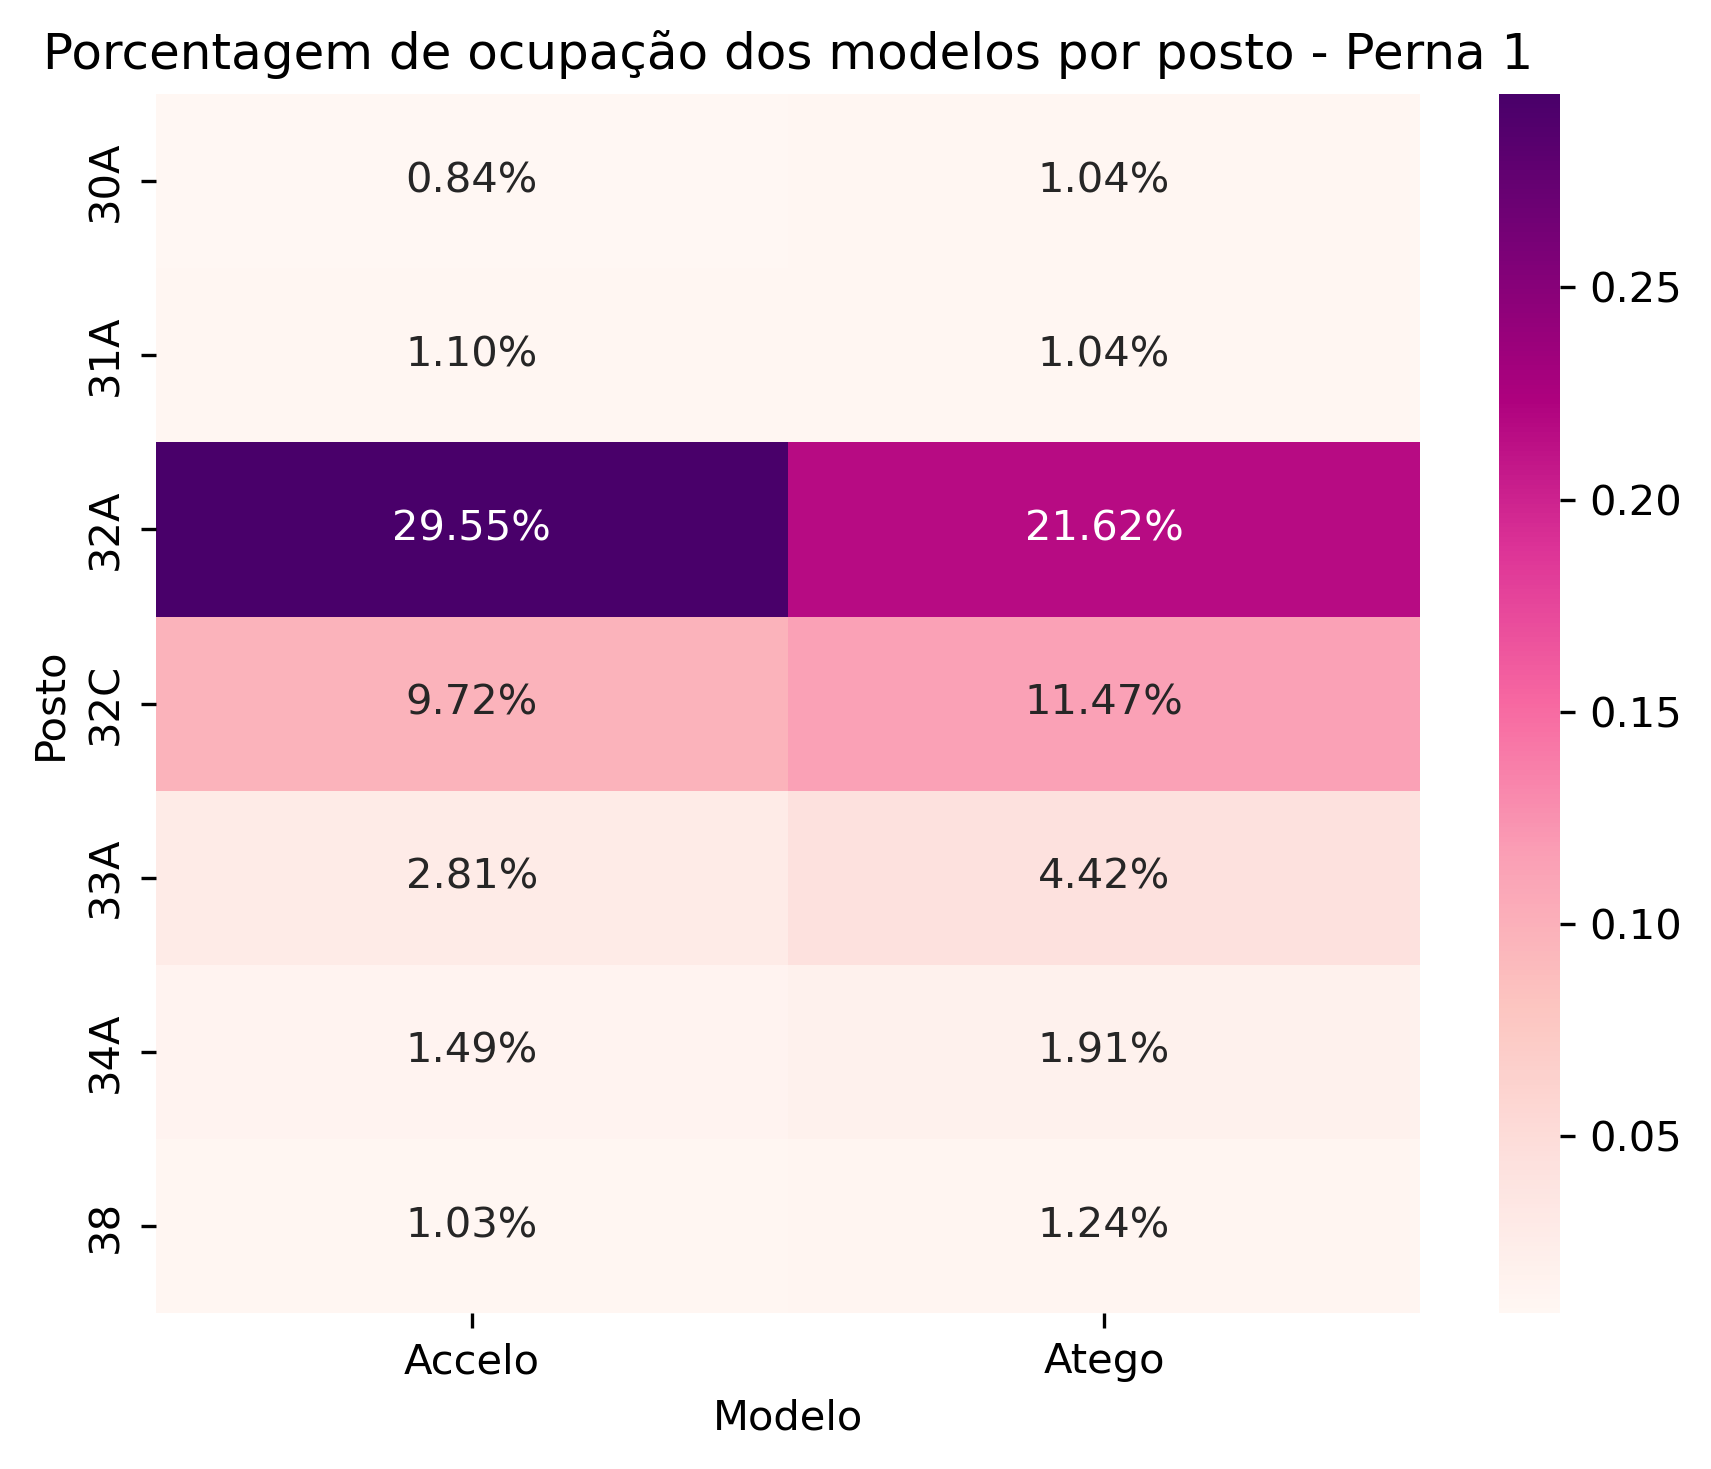 Porcentagem de ocupação dos modelos por posto - Perna 1
Posto
30A
0.84%
1.04%
31A
1.10%
1.04%
32A
29.55%
21.62%
32C
9.72%
11.47%
33A
2.81%
4.42%
34A
1.49%
1.91%
38
1.03%
1.24%
Accelo
Atego
Modelo
0.25
0.20
0.15
0.10
0.05